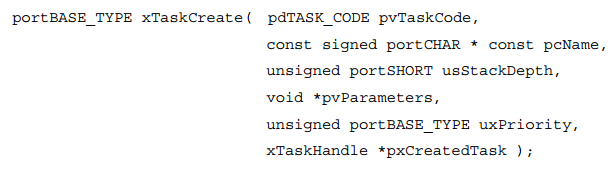 portBASE_TYPE xTaskCreate( pdTASK_CODE pvTaskCode,
const signed portCHAR * const pcName,
unsigned portSHORT usStackDepth,
void *pvParameters,
unsigned portBASE_TYPE uxPriority,
xTaskHandle *pxCreatedTask );